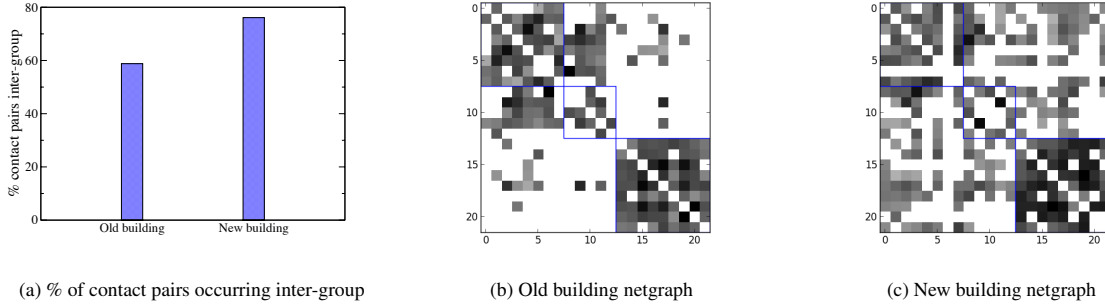 80
60
40
20
0
% contact pairs inter-group
Old building New building
(a) % of contact pairs occurring inter-group
0
5
10
15
20
0 5 10 15 20
(b) Old building netgraph
0
5
10
15
20
0 5 10 15 20
(c) New building netgraph